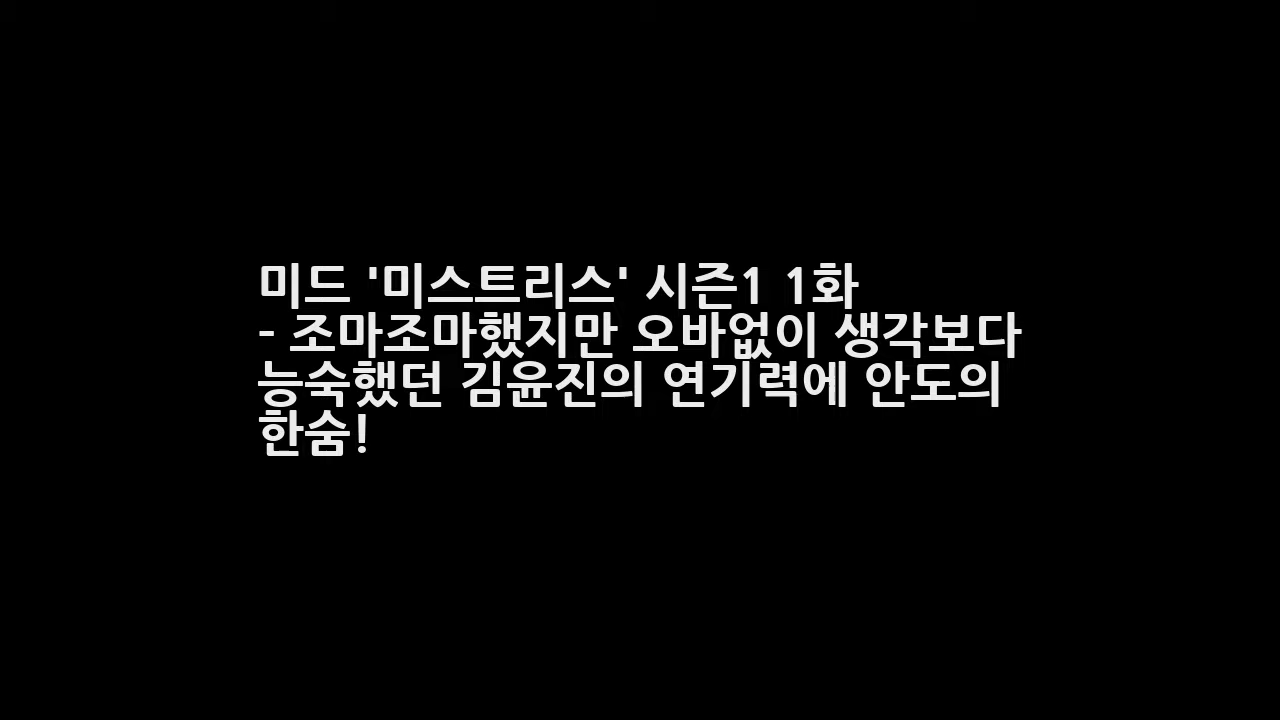 미드 '미스트리스' 시즌1 1화
- 조마조마했지만 오바없이 생각보다
능숙했던 김윤진의 연기력에 안도의
한숨!